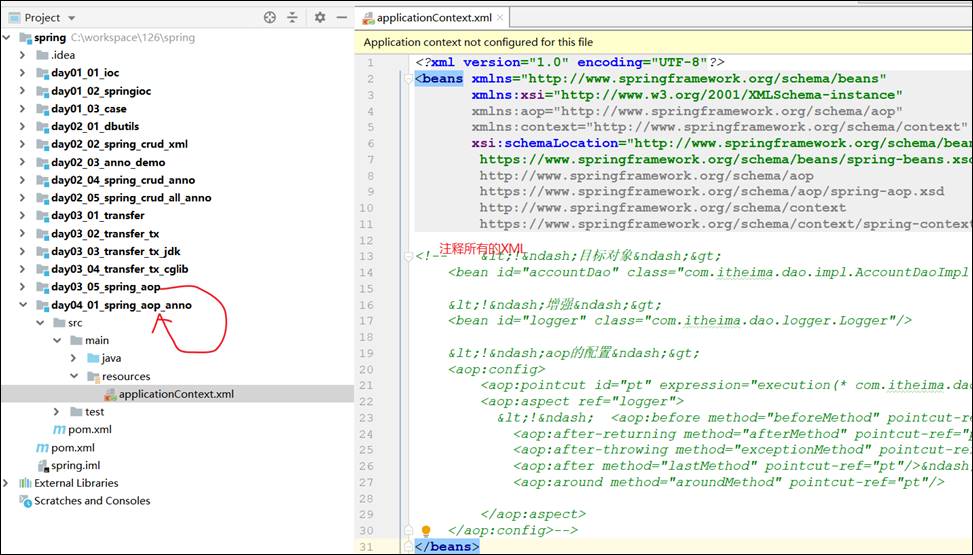 Project
applicationContext.xml
spring C:\workspace\126\spring
.idea
day01_01_ioc
day01_02_springioc
day01_03_case
day02_01_dbutils
day02_02_spring_crud_xml
day02_03_anno_demo
day02_04_spring_crud_anno
day02_05_spring_crud_all_anno
day03_01_transfer
day03_02_transfer_tx
day03_03_transfer_tx_jdk
day03_04_transfer_tx_cglib
day03_05_spring_aop
day04_01_spring_aop_anno
src
main
java
resources
applicationContext.xml
test
pom.xml
pom.xml
spring.iml
External Libraries
Scratches and Consoles
Application context not configured for this file
1 <?xml version="1.0" encoding="UTF-8"?>
2 <beans xmlns="http://www.springframework.org/schema/beans"
3 xmlns:xsi="http://www.w3.org/2001/XMLSchema-instance"
4 xmlns:aop="http://www.springframework.org/schema/aop"
5 xmlns:context="http://www.springframework.org/schema/context"
6 xsi:schemaLocation="http://www.springframework.org/schema/bean
7 https://www.springframework.org/schema/beans/spring-beans.xsd
8 http://www.springframework.org/schema/aop
9 https://www.springframework.org/schema/aop/spring-aop.xsd
10 http://www.springframework.org/schema/context
11 https://www.springframework.org/schema/context/spring-context
12
注释所有的XML
13 <!-- &lt;!&ndash;目标对象&ndash;&gt;
14 <bean id="accountDao" class="com.itheima.dao.impl.AccountDaoImpl
15
16 &lt;!&ndash;增强&ndash;&gt;
17 <bean id="logger" class="com.itheima.dao.logger.Logger"/>
18
19 &lt;!&ndash;aop的配置&ndash;&gt;
20 <aop:config>
21 <aop:pointcut id="pt" expression="execution(* com.itheima.dao
22 <aop:aspect ref="logger">
23 &lt;!&ndash; <aop:before method="beforeMethod" pointcut-re
24 <aop:after-returning method="afterMethod" pointcut-ref="p
25 <aop:after-throwing method="exceptionMethod" pointcut-re
26 <aop:after method="lastMethod" pointcut-ref="pt"/>&ndash;
27 <aop:around method="aroundMethod" pointcut-ref="pt"/>
28
29 </aop:aspect>
30 </aop:config>-->
31 </beans>